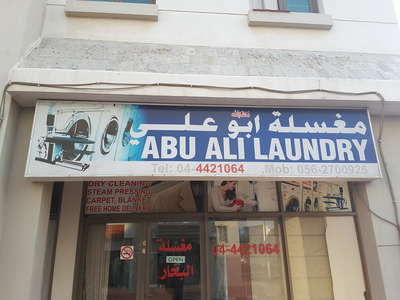 مغسلة ابو علي
ABU ALI LAUNDRY
Tel: 04-4421064 .Mob: 056-2700925
DRY CLEANING
STEAM PRESSING
CARPET, BLANKET
FREE HOME DELIVERY
مغسلة
البخار
OPEN
04-4421064